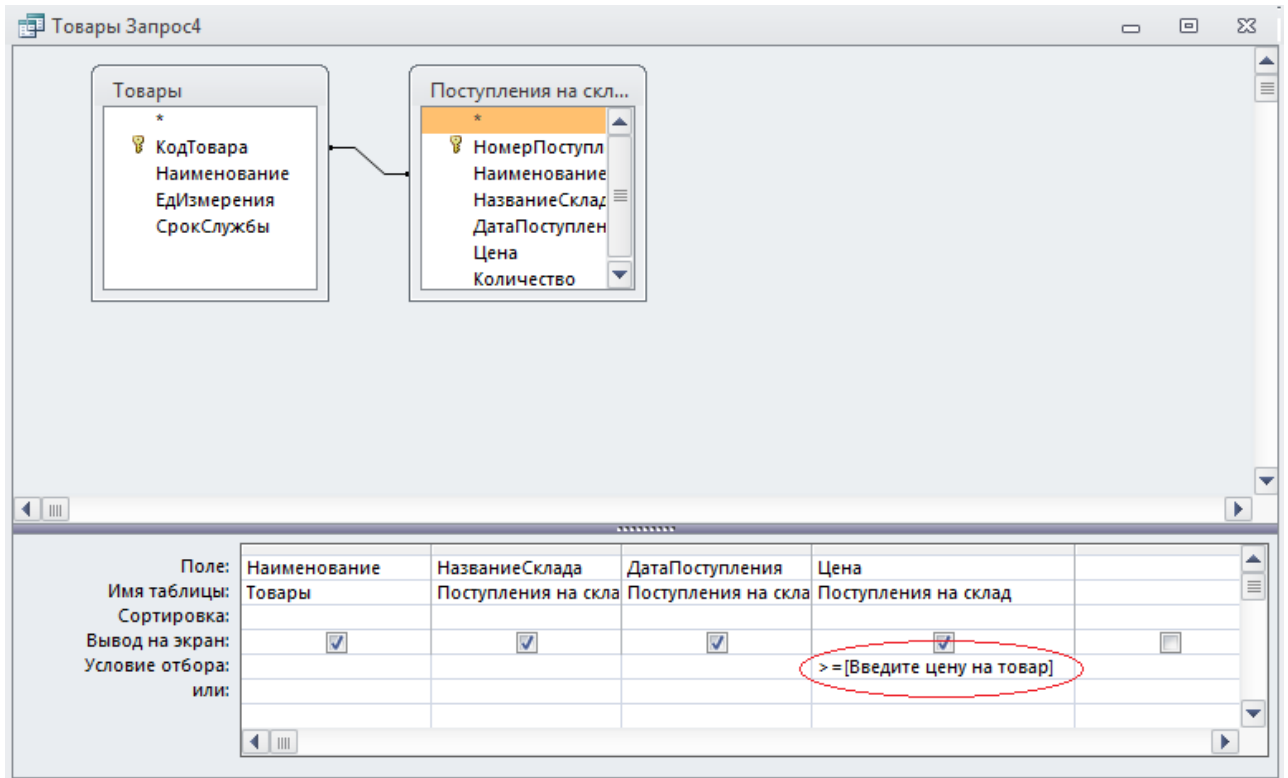 Товары Запрос4
Товары
*
КодТовара
Наименование
ЕдИзмерения
СрокСлужбы
Поступления на скл...
*
НомерПоступл
Наименование
НазваниеСклад
ДатаПоступлен
Цена
Количество
Поле: Наименование НазваниеСклада ДатаПоступления Цена
Имя таблицы: Товары Поступления на скла Поступления на скла Поступления на склад
Сортировка:
Вывод на экран:
Условие отбора: >=[Введите цену на товар]
или: